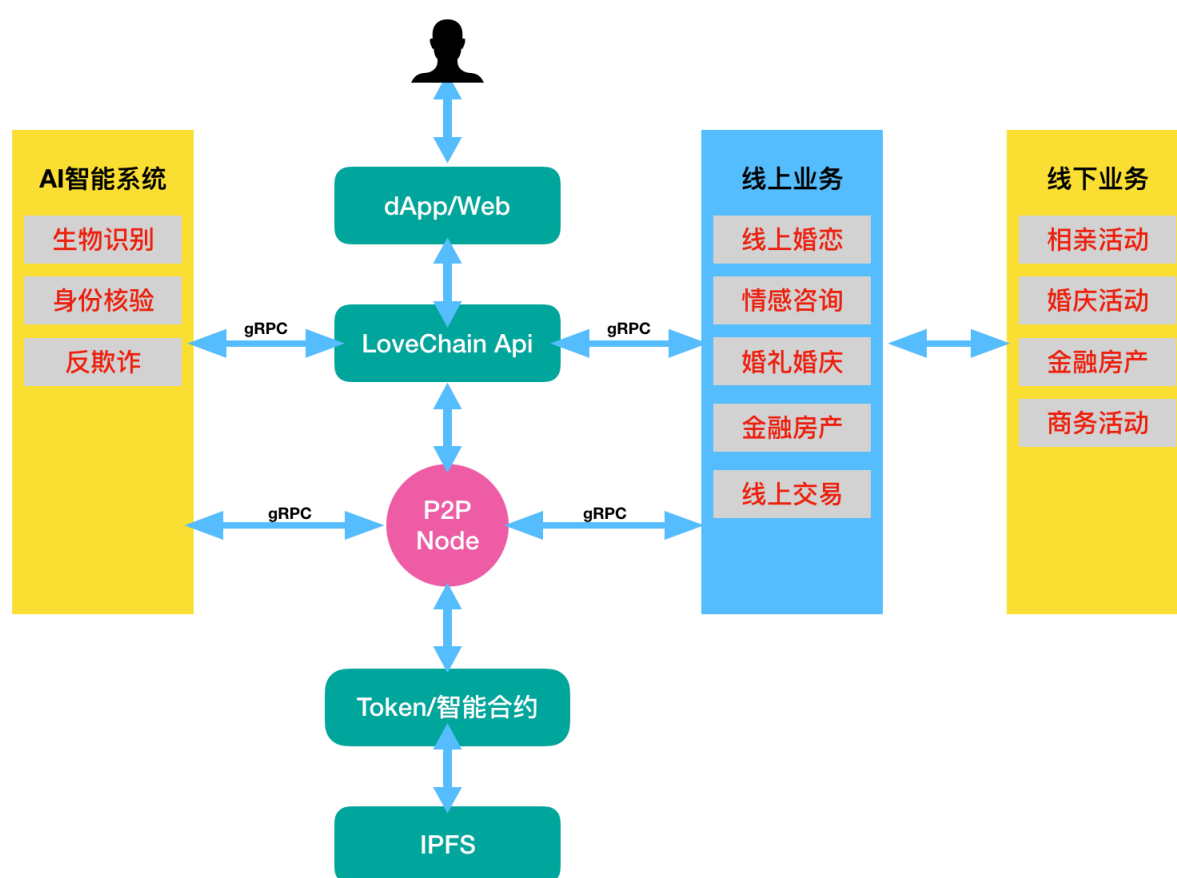 AI智能系统
生物识别
身份核验
反欺诈
dApp/Web
gRPC
LoveChain Api
gRPC
gRPC
P2P
Node
gRPC
Token/智能合约
IPFS
线上业务
线上婚恋
情感咨询
婚礼婚庆
金融房产
线上交易
线下业务
相亲活动
婚庆活动
金融房产
商务活动